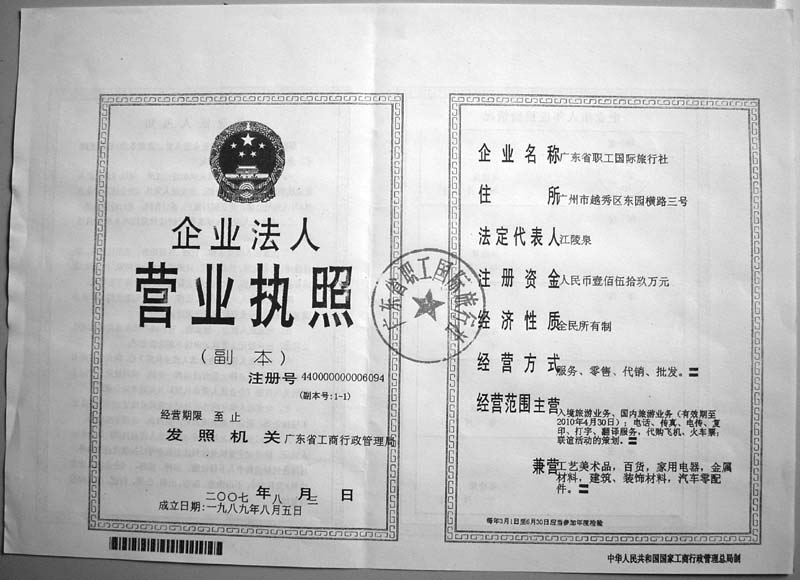 企业法人
营业执照
（副 本）
注册号 440000000006094
（副本号:1-1）
经营期限 至 止
发照机关 广东省工商行政管理局
二〇〇七 年 八 月 三 日
成立日期:一九八九年八月五日
广东省职工国际旅行社
企业名称 广东省职工国际旅行社
住所 广州市越秀区东园横路三号
法定代表人 江陵泉
注册资金 人民币壹佰伍拾玖万元
经济性质 全民所有制
经营方式 服务、零售、代销、批发。
经营范围主营 入境旅游业务、国内旅游业务（有效期至
2010年4月30日）；电话、传真、电传、复
印、打字、翻译服务，代购飞机、火车票；
联谊活动的策划。
兼营 工艺美术品，百货，家用电器，金属
材料，建筑、装饰材料，汽车零配
件。
每年3月1日至6月30日应当参加年度检验
中华人民共和国国家工商行政管理总局制